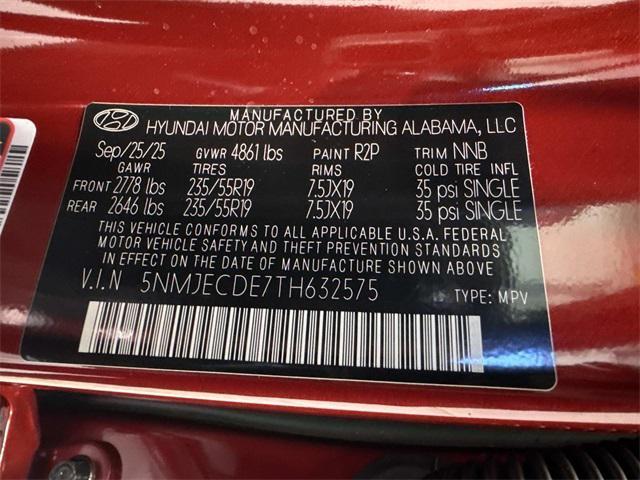 MANUFACTURED BY
HYUNDAI MOTOR MANUFACTURING ALABAMA, LLC
Sep/25/25 GVWR 4861 lbs PAINT R2P TRIM NNB
GAWR TIRES RIMS COLD TIRE INFL
FRONT 2778 lbs 235/55R19 7.5JX19 35 psi SINGLE
REAR 2646 lbs 235/55R19 7.5JX19 35 psi SINGLE
THIS VEHICLE CONFORMS TO ALL APPLICABLE U.S.A. FEDERAL
MOTOR VEHICLE SAFETY AND THEFT PREVENTION STANDARDS
IN EFFECT ON THE DATE OF MANUFACTURE SHOWN ABOVE.
V.I.N 5NMJECDE7TH632575 TYPE: MPV